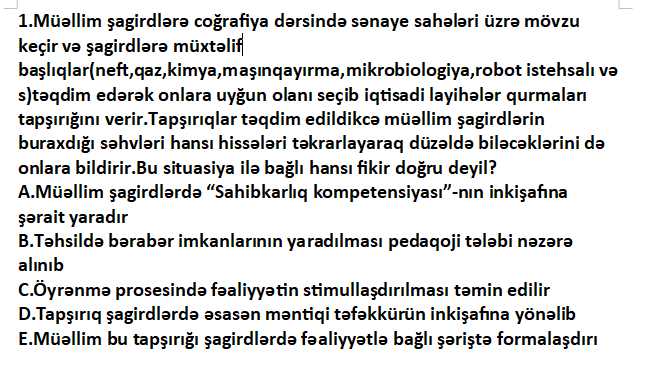 1.Müəllim şagirdlərə coğrafiya dərsində sənaye sahələri üzrə mövzu
keçir və şagirdlərə müxtəlif
başlıqlar(neft,qaz,kimya,maşınqayırma,mikrobiologiya,robot istehsalı və
s)təqdim edərək onlara uyğun olanı seçib iqtisadi layihələr qurmaları
tapşırığını verir.Tapşırıqlar təqdim edildikcə müəllim şagirdlərin
buraxdığı səhvləri hansı hissələri təkrarlayaraq düzəldə biləcəklərini də
onlara bildirir.Bu situasiya ilə bağlı hansı fikir doğru deyil?
A.Müəllim şagirdlərdə “Sahibkarlıq kompetensiyası”-nın inkişafına
şərait yaradır
B.Təhsildə bərabər imkanlarının yaradılması pedaqoji tələbi nəzərə
alınıb
C.Öyrənmə prosesində fəaliyyətin stimullaşdırılması təmin edilir
D.Tapşırıq şagirdlərdə əsasən məntiqi təfəkkürün inkişafına yönəlib
E.Müəllim bu tapşırığı şagirdlərdə fəaliyyətlə bağlı şəriştə formalaşdırı